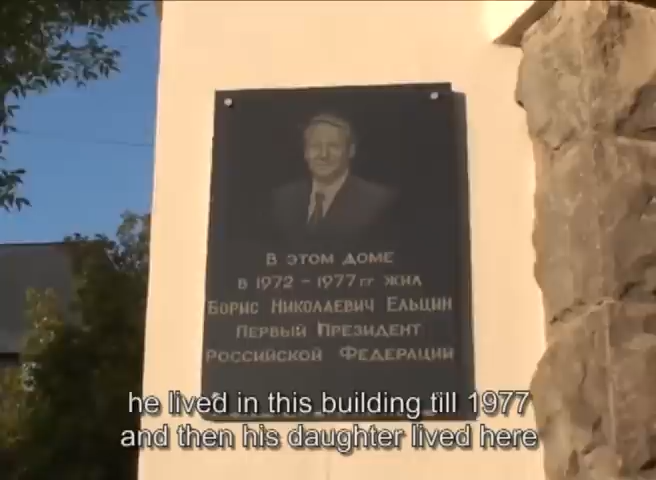 В ЭТОМ ДОМЕ
В 1972 - 1977 ГГ ЖИЛ
БОРИС НИКОЛАЕВИЧ ЕЛЬЦИН
ПЕРВЫЙ ПРЕЗИДЕНТ
РОССИЙСКОЙ ФЕДЕРАЦИИ
he lived in this building till 1977
and then his daughter lived here